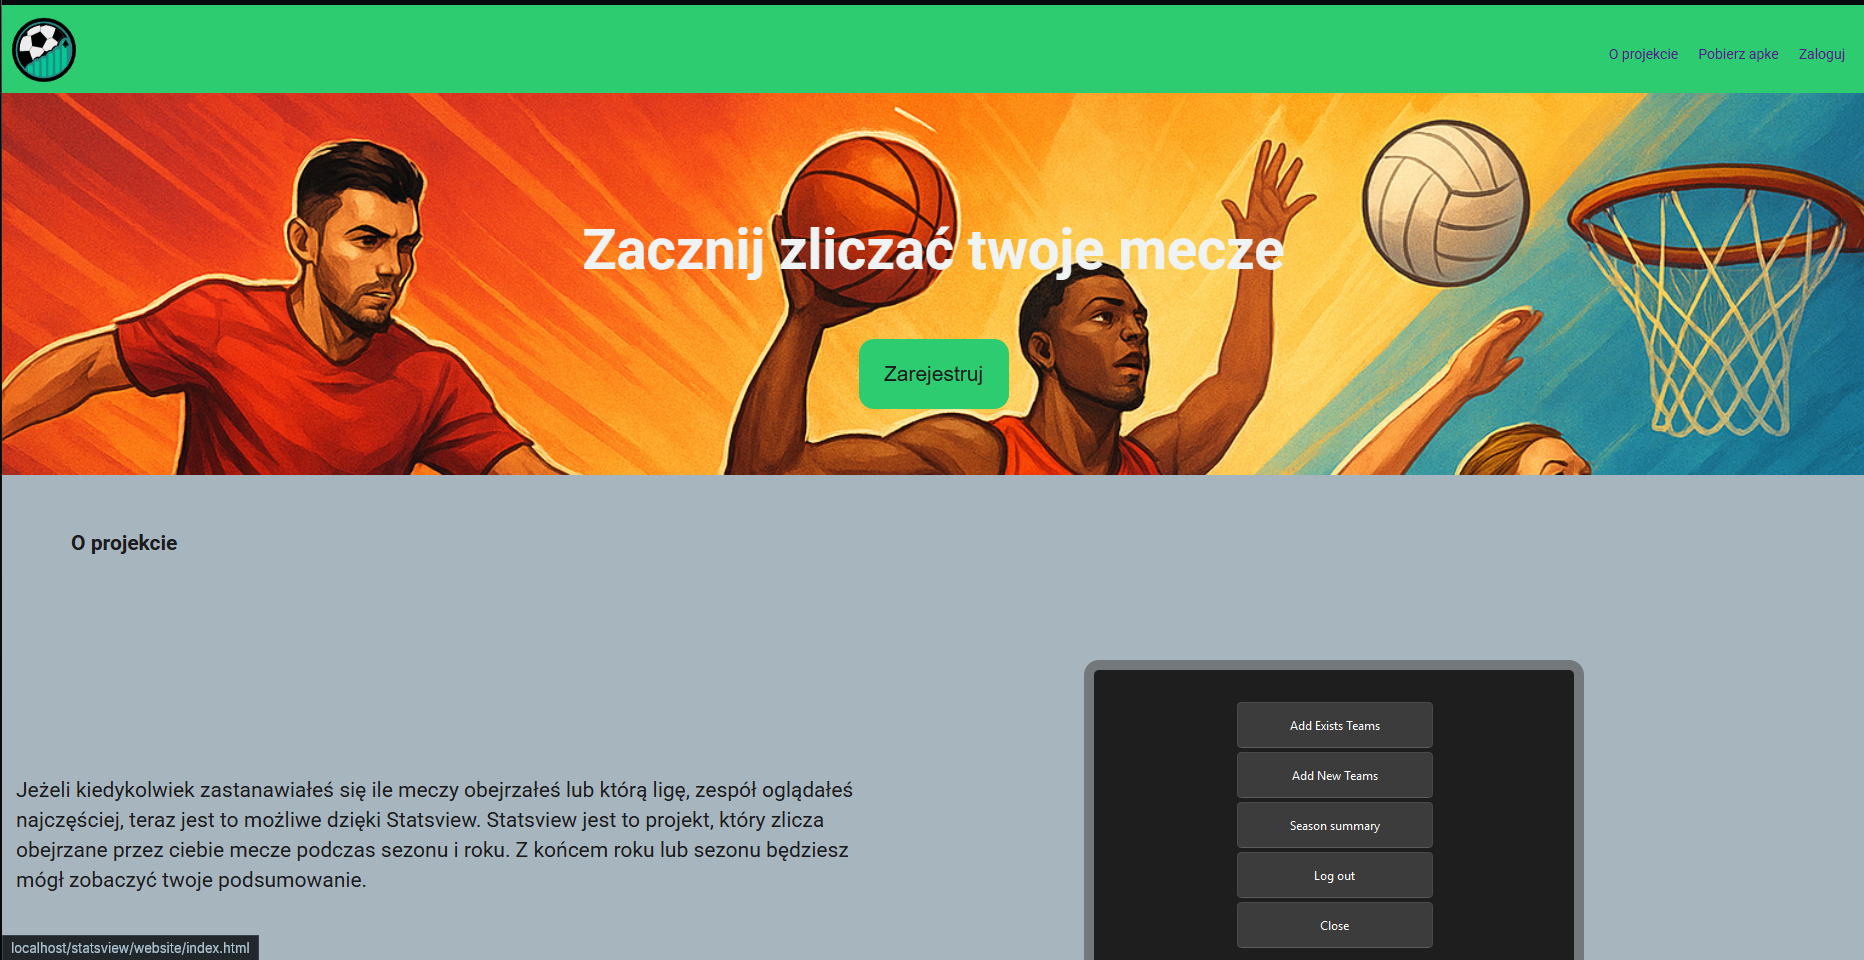 O projekcie Pobierz apke Zaloguj
Zacznij zliczać twoje mecze
Zarejestruj
O projekcie
Jeżeli kiedykolwiek zastanawiałeś się ile meczy obejrzałeś lub którą ligę, zespół oglądałeś
najczęściej, teraz jest to możliwe dzięki Statsview. Statsview jest to projekt, który zlicza
obejrzane przez ciebie mecze podczas sezonu i roku. Z końcem roku lub sezonu będziesz
mógł zobaczyć twoje podsumowanie.
Add Exists Teams
Add New Teams
Season summary
Log out
Close
localhost/statsview/website/index.html